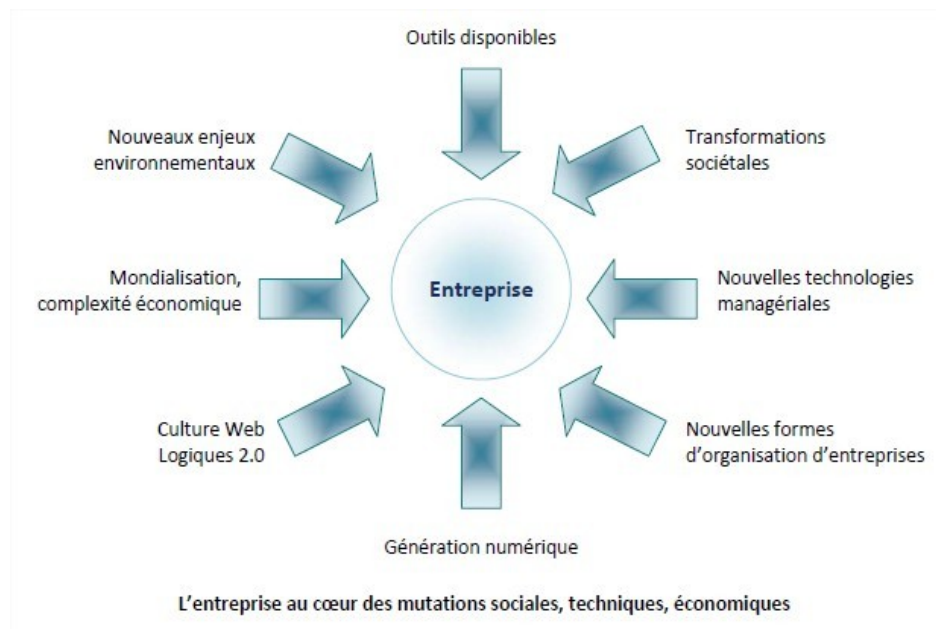 Outils disponibles
Nouveaux enjeux
environnementaux
Transformations
sociétales
Mondialisation,
complexité économique
Entreprise
Nouvelles technologies
managériales
Culture Web
Logiques 2.0
Nouvelles formes
d’organisation d’entreprises
Génération numérique
L’entreprise au cœur des mutations sociales, techniques, économiques